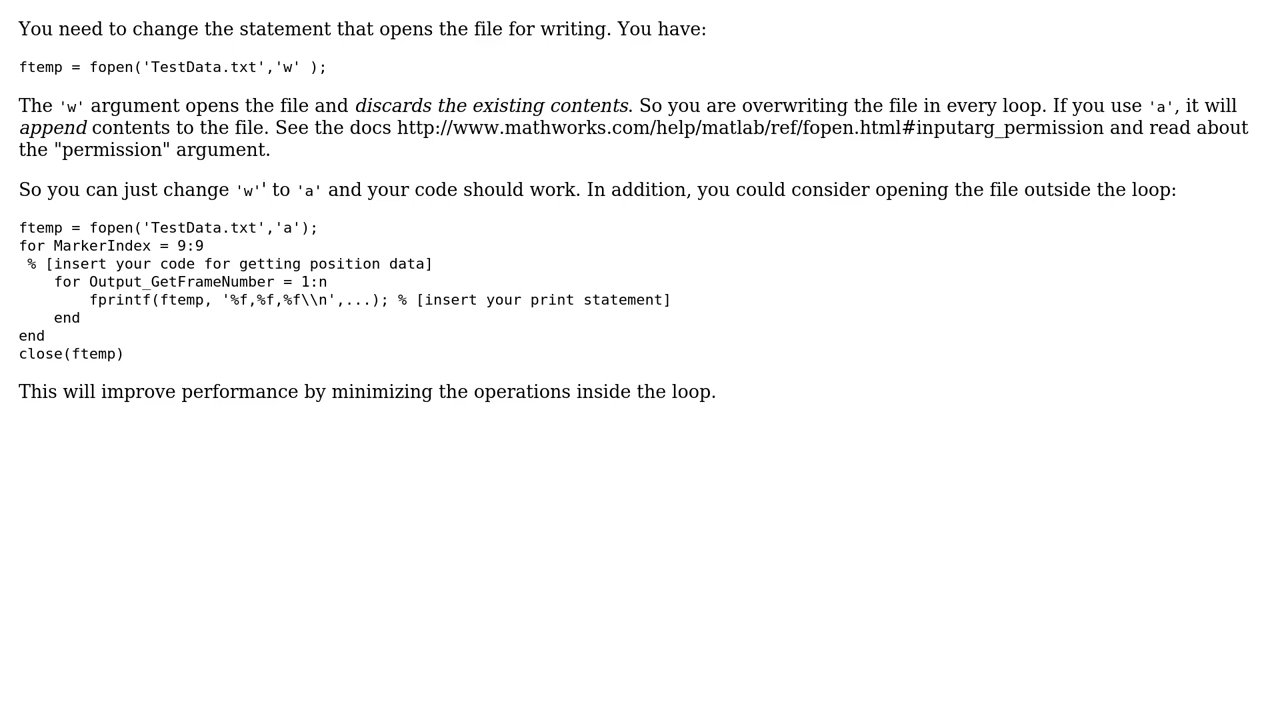 You need to change the statement that opens the file for writing. You have:
ftemp = fopen('TestData.txt','w' );
The 'w' argument opens the file and discards the existing contents. So you are overwriting the file in every loop. If you use 'a', it will
append contents to the file. See the docs http://www.mathworks.com/help/matlab/ref/fopen.html#inputarg_permission and read about
the "permission" argument.
So you can just change 'w'' to 'a' and your code should work. In addition, you could consider opening the file outside the loop:
ftemp = fopen('TestData.txt','a');
for MarkerIndex = 9:9
 % [insert your code for getting position data]
    for Output_GetFrameNumber = 1:n
        fprintf(ftemp, '%f,%f,%f\\n',...); % [insert your print statement]
    end
end
close(ftemp)
This will improve performance by minimizing the operations inside the loop.